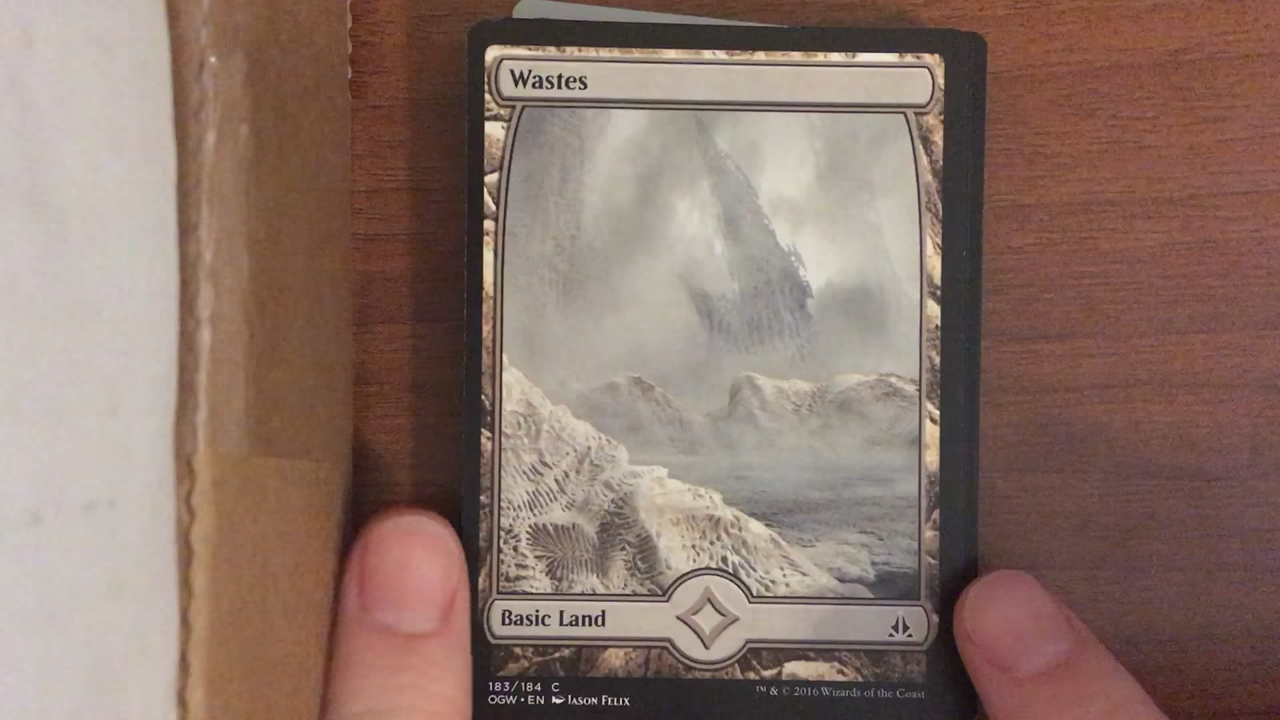 Wastes
Basic Land
183/184 C
OGW • EN JASON FELIX
™ & © 2016 Wizards of the Coast